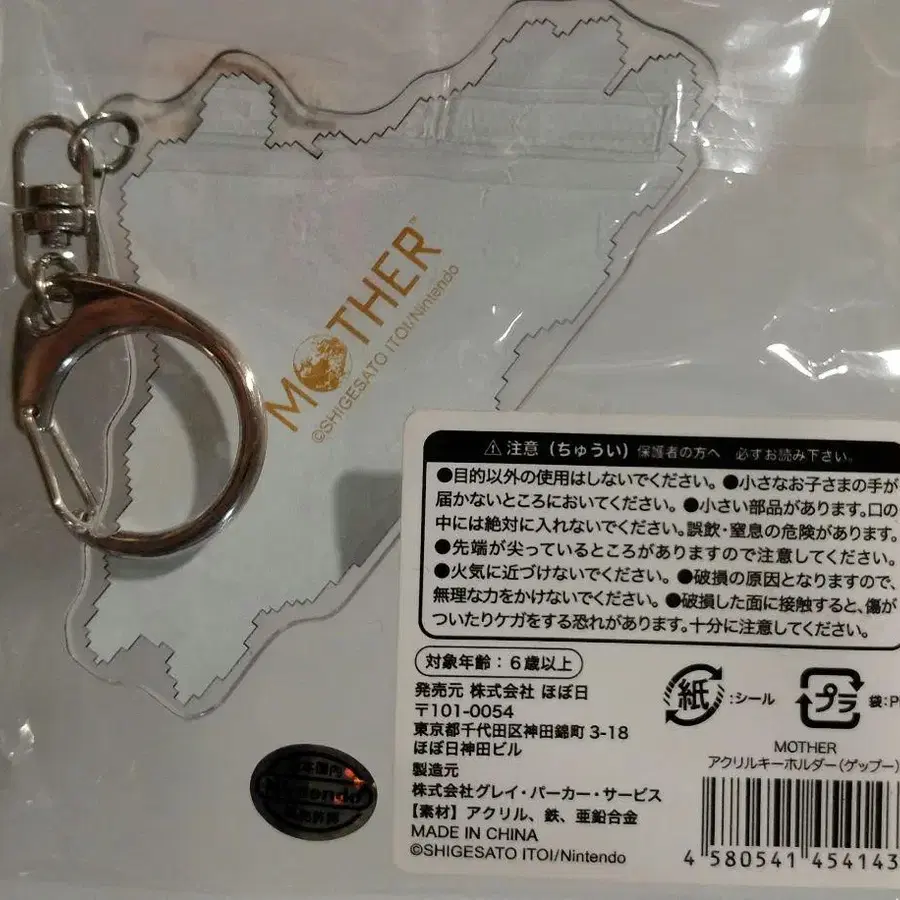 MOTHER™
©SHIGESATO ITOI/Nintendo
⚠ 注意（ちゅうい）保護者の方へ 必ずお読み下さい。
●目的以外の使用はしないでください。●小さなお子さまの手が
届かないところにおいてください。●小さい部品があります。口の
中には絶対に入れないでください。誤飲・窒息の危険があります。
●先端が尖っているところがありますので注意してください。
●火気に近づけないでください。●破損の原因となりますので、
無理な力をかけないでください。●破損した面に接触すると、傷が
ついたりケガをする恐れがあります。十分に注意してください。
対象年齢：６歳以上
発売元 株式会社 ほぼ日
〒101-0054
東京都千代田区神田錦町 3-18
ほぼ日神田ビル
製造元
株式会社グレイ・パーカー・サービス
【素材】アクリル、鉄、亜鉛合金
MADE IN CHINA
©SHIGESATO ITOI/Nintendo
紙:シール
プラ 袋:P
MOTHER
アクリルキーホルダー（ゲップー）
4 580541 454143
Nintendo